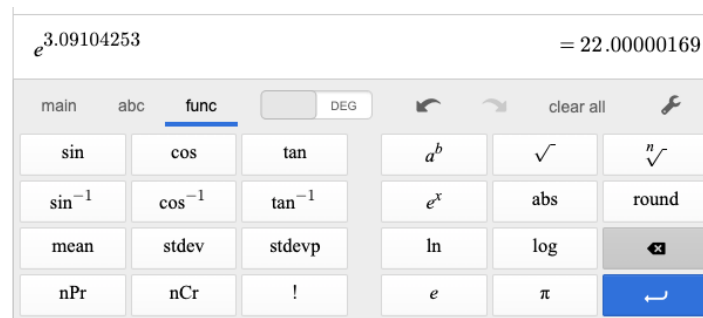 e^3.09104253 = 22.00000169
main abc func DEG clear all
sin cos tan a^b √ ⁿ√
sin⁻¹ cos⁻¹ tan⁻¹ e^x abs round
mean stdev stdevp ln log
nPr nCr ! e π